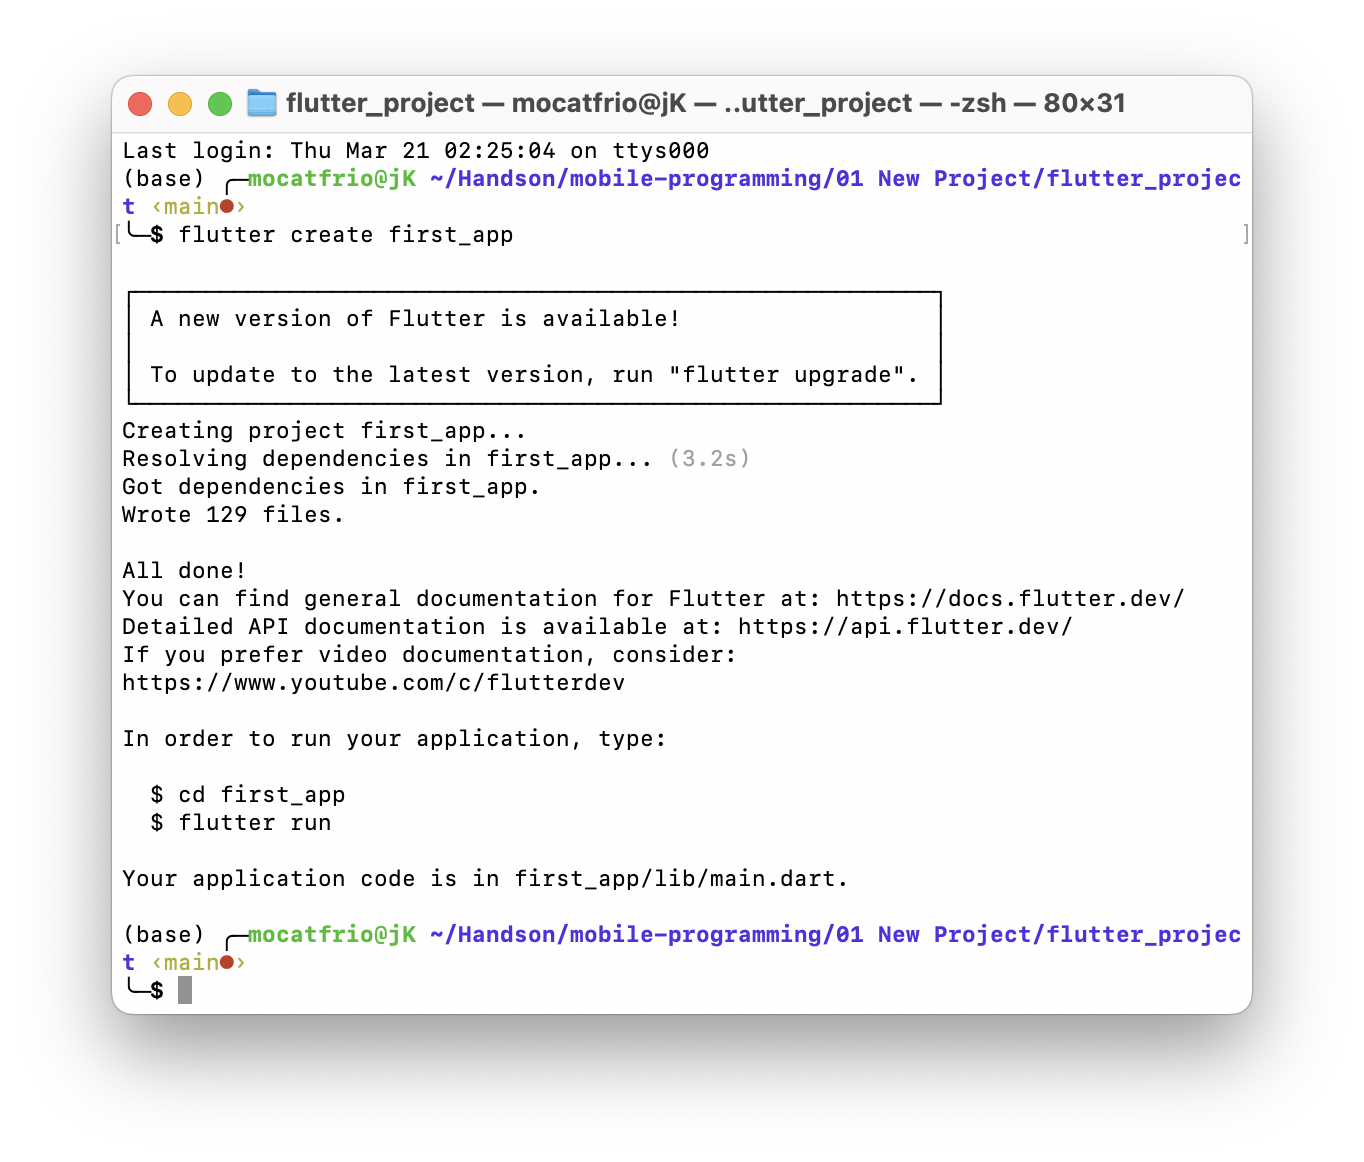 flutter_project — mocatfrio@jK — ..utter_project — -zsh — 80×31
Last login: Thu Mar 21 02:25:04 on ttys000
(base) ╭─mocatfrio@jK ~/Handson/mobile-programming/01 New Project/flutter_projec
t ‹main●›
[╰─$ flutter create first_app ]
A new version of Flutter is available!
To update to the latest version, run "flutter upgrade".
Creating project first_app...
Resolving dependencies in first_app... (3.2s)
Got dependencies in first_app.
Wrote 129 files.
All done!
You can find general documentation for Flutter at: https://docs.flutter.dev/
Detailed API documentation is available at: https://api.flutter.dev/
If you prefer video documentation, consider:
https://www.youtube.com/c/flutterdev
In order to run your application, type:
$ cd first_app
$ flutter run
Your application code is in first_app/lib/main.dart.
(base) ╭─mocatfrio@jK ~/Handson/mobile-programming/01 New Project/flutter_projec
t ‹main●›
╰─$